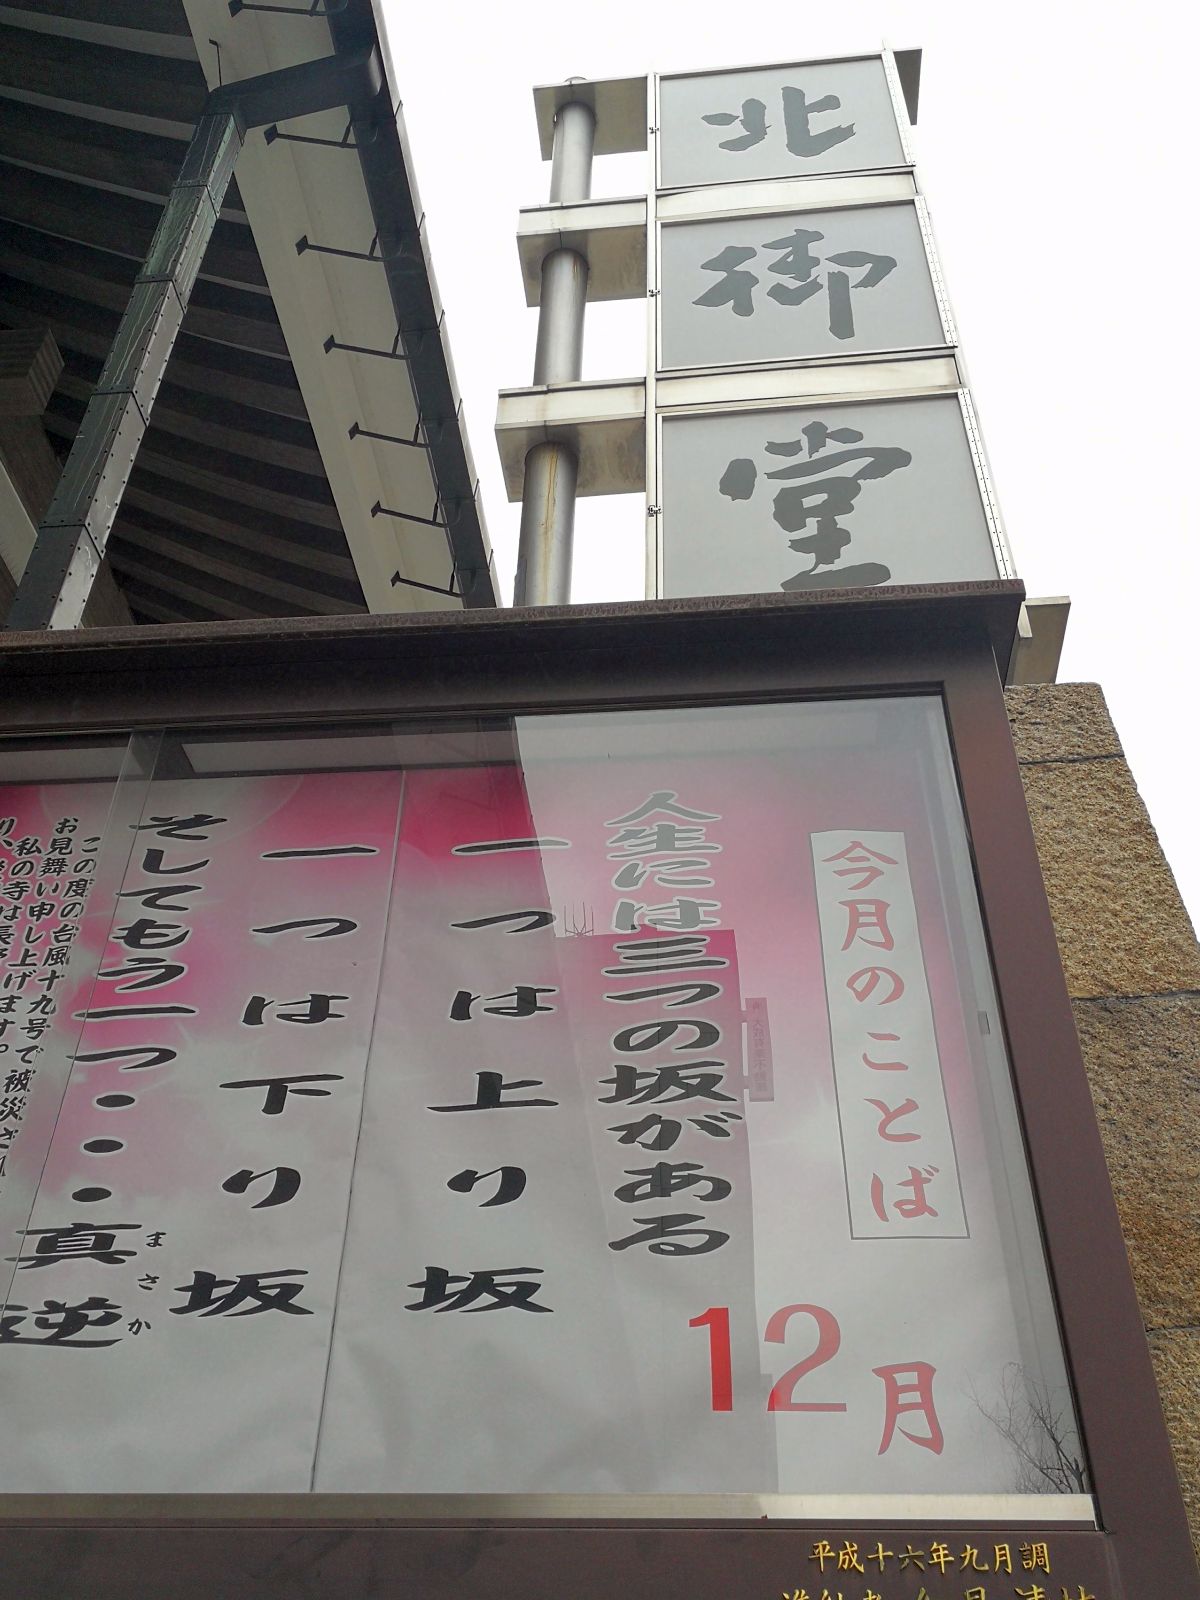 北御堂
今月のことば
12月
人生には三つの坂がある
一つは上り坂
一つは下り坂
そしてもう一つ・・・真逆
まさか
この度の台風十九号で被災さ
お見舞い申し上げます。
私の寺は長野
平成十六年九月調